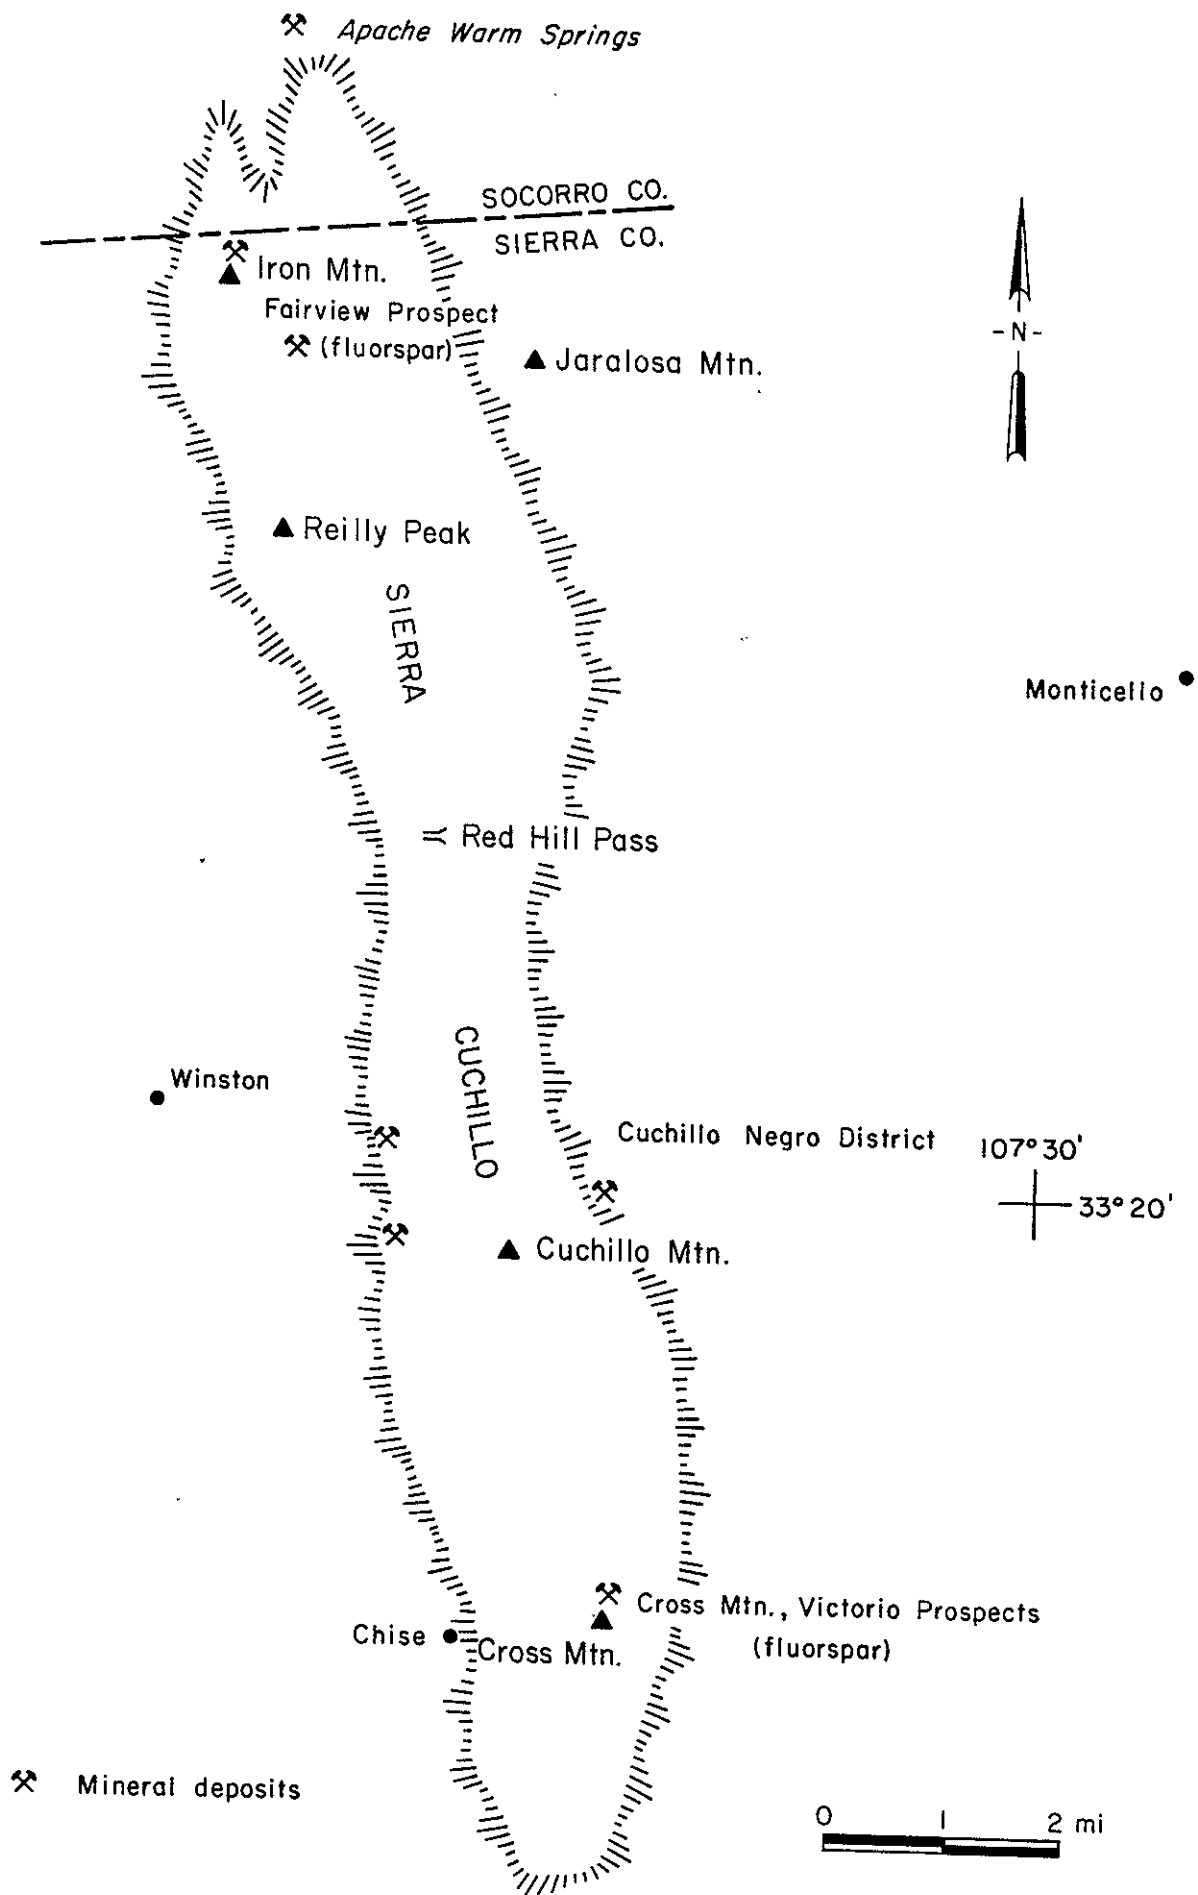 Apache Warm Springs
SOCORRO CO.
SIERRA CO.
Iron Mtn.
Fairview Prospect
(fluorspar)
Jaralosa Mtn.
-N-
Reilly Peak
SIERRA
Monticello
Red Hill Pass
CUCHILLO
Winston
Cuchillo Negro District
107°30'
33°20'
Cuchillo Mtn.
Cross Mtn., Victorio Prospects
(fluorspar)
Chise
Cross Mtn.
Mineral deposits
0 1 2 mi